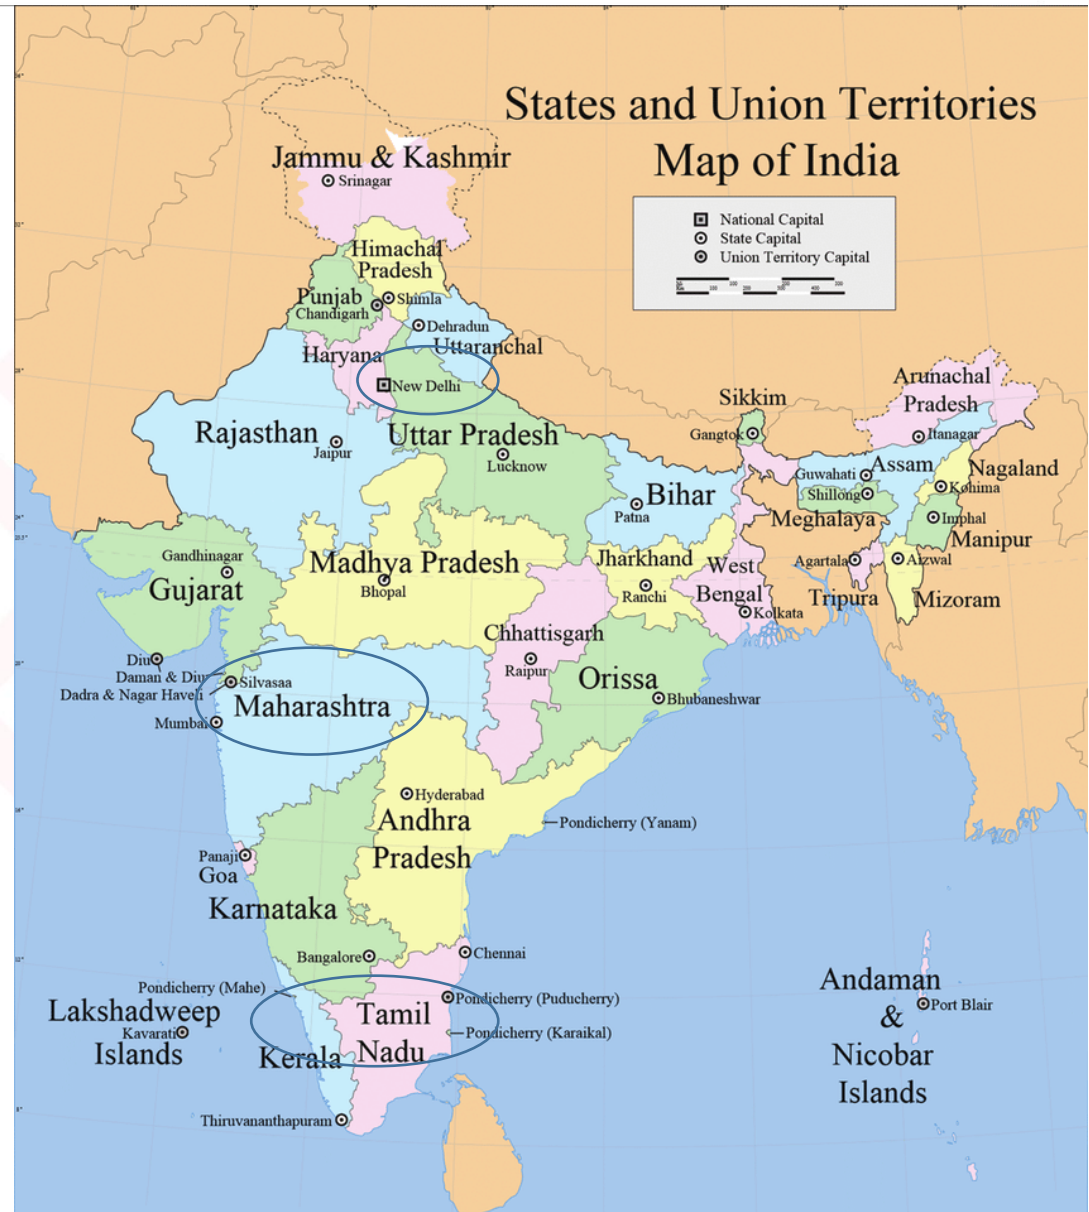 States and Union Territories
Map of India
Jammu & Kashmir
Srinagar
National Capital
State Capital
Union Territory Capital
Himachal
Pradesh
Punjab
Shimla
Chandigarh
Dehradun
Uttaranchal
Haryana
New Delhi
Arunachal
Pradesh
Sikkim
Rajasthan
Uttar Pradesh
Gangtok
Itanagar
Jaipur
Lucknow
Guwahati
Assam
Nagaland
Kohima
Bihar
Shillong
Patna
Meghalaya
Imphal
Manipur
Gandhinagar
Madhya Pradesh
Jharkhand
West
Bengal
Agartala
Aizwal
Gujarat
Bhopal
Ranchi
Tripura
Mizoram
Kolkata
Chhattisgarh
Diu
Daman & Diu
Raipur
Orissa
Silvasaa
Dadra & Nagar Haveli
Bhubaneshwar
Maharashtra
Mumbai
Hyderabad
Andhra
Pradesh
Pondicherry (Yanam)
Panaji
Goa
Karnataka
Bangalore
Chennai
Pondicherry (Mahe)
Pondicherry (Puducherry)
Lakshadweep
Islands
Kavarati
Tamil
Nadu
Pondicherry (Karaikal)
Kerala
Andaman
&
Nicobar
Islands
Port Blair
Thiruvananthapuram